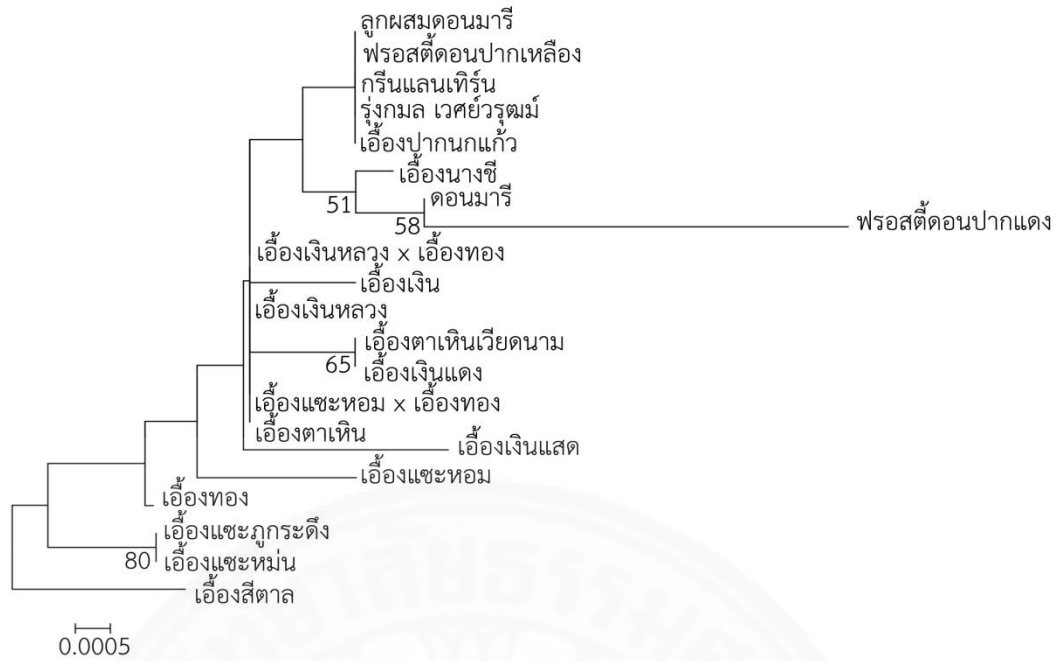 ลูกผสมดอนมารี
ฟรอสตี้ดอนปากเหลือง
กรีนแลนเทิร์น
รุ่งกมล เวศย์วรุฒม์
เอื้องปากนกแก้ว
เอื้องนางชี
51
ดอนมารี
58
ฟรอสตี้ดอนปากแดง
เอื้องเงินหลวง x เอื้องทอง
เอื้องเงิน
เอื้องเงินหลวง
เอื้องตาเหินเวียดนาม
65
เอื้องเงินแดง
เอื้องแซะหอม x เอื้องทอง
เอื้องตาเหิน
เอื้องเงินแสด
เอื้องแซะหอม
เอื้องทอง
เอื้องแซะภูกระดึง
80
เอื้องแซะหม่น
เอื้องสีตาล
0.0005